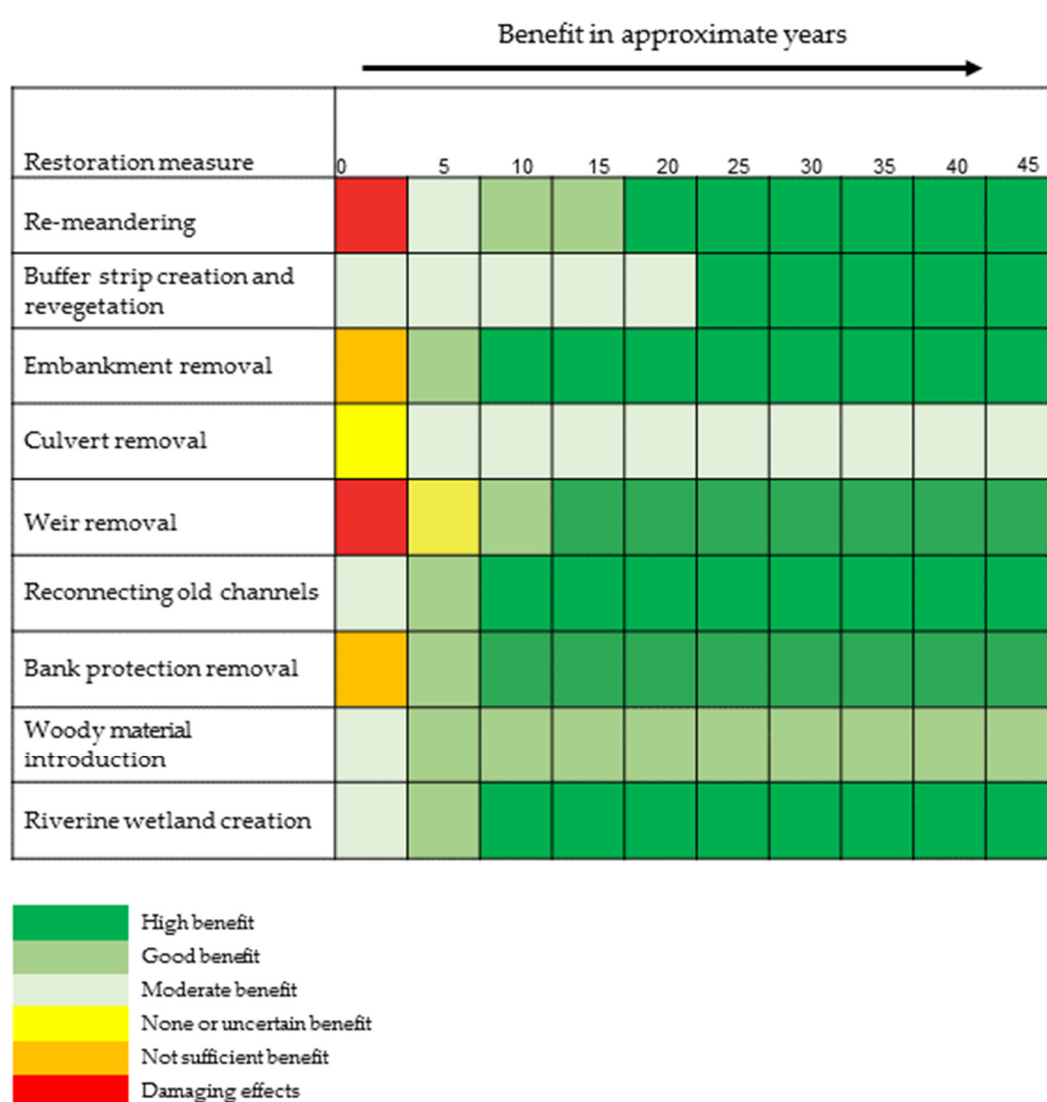 Benefit in approximate years
Restoration measure
0 5 10 15 20 25 30 35 40 45
Re-meandering
Buffer strip creation and
revegetation
Embankment removal
Culvert removal
Weir removal
Reconnecting old channels
Bank protection removal
Woody material
introduction
Riverine wetland creation
High benefit
Good benefit
Moderate benefit
None or uncertain benefit
Not sufficient benefit
Damaging effects